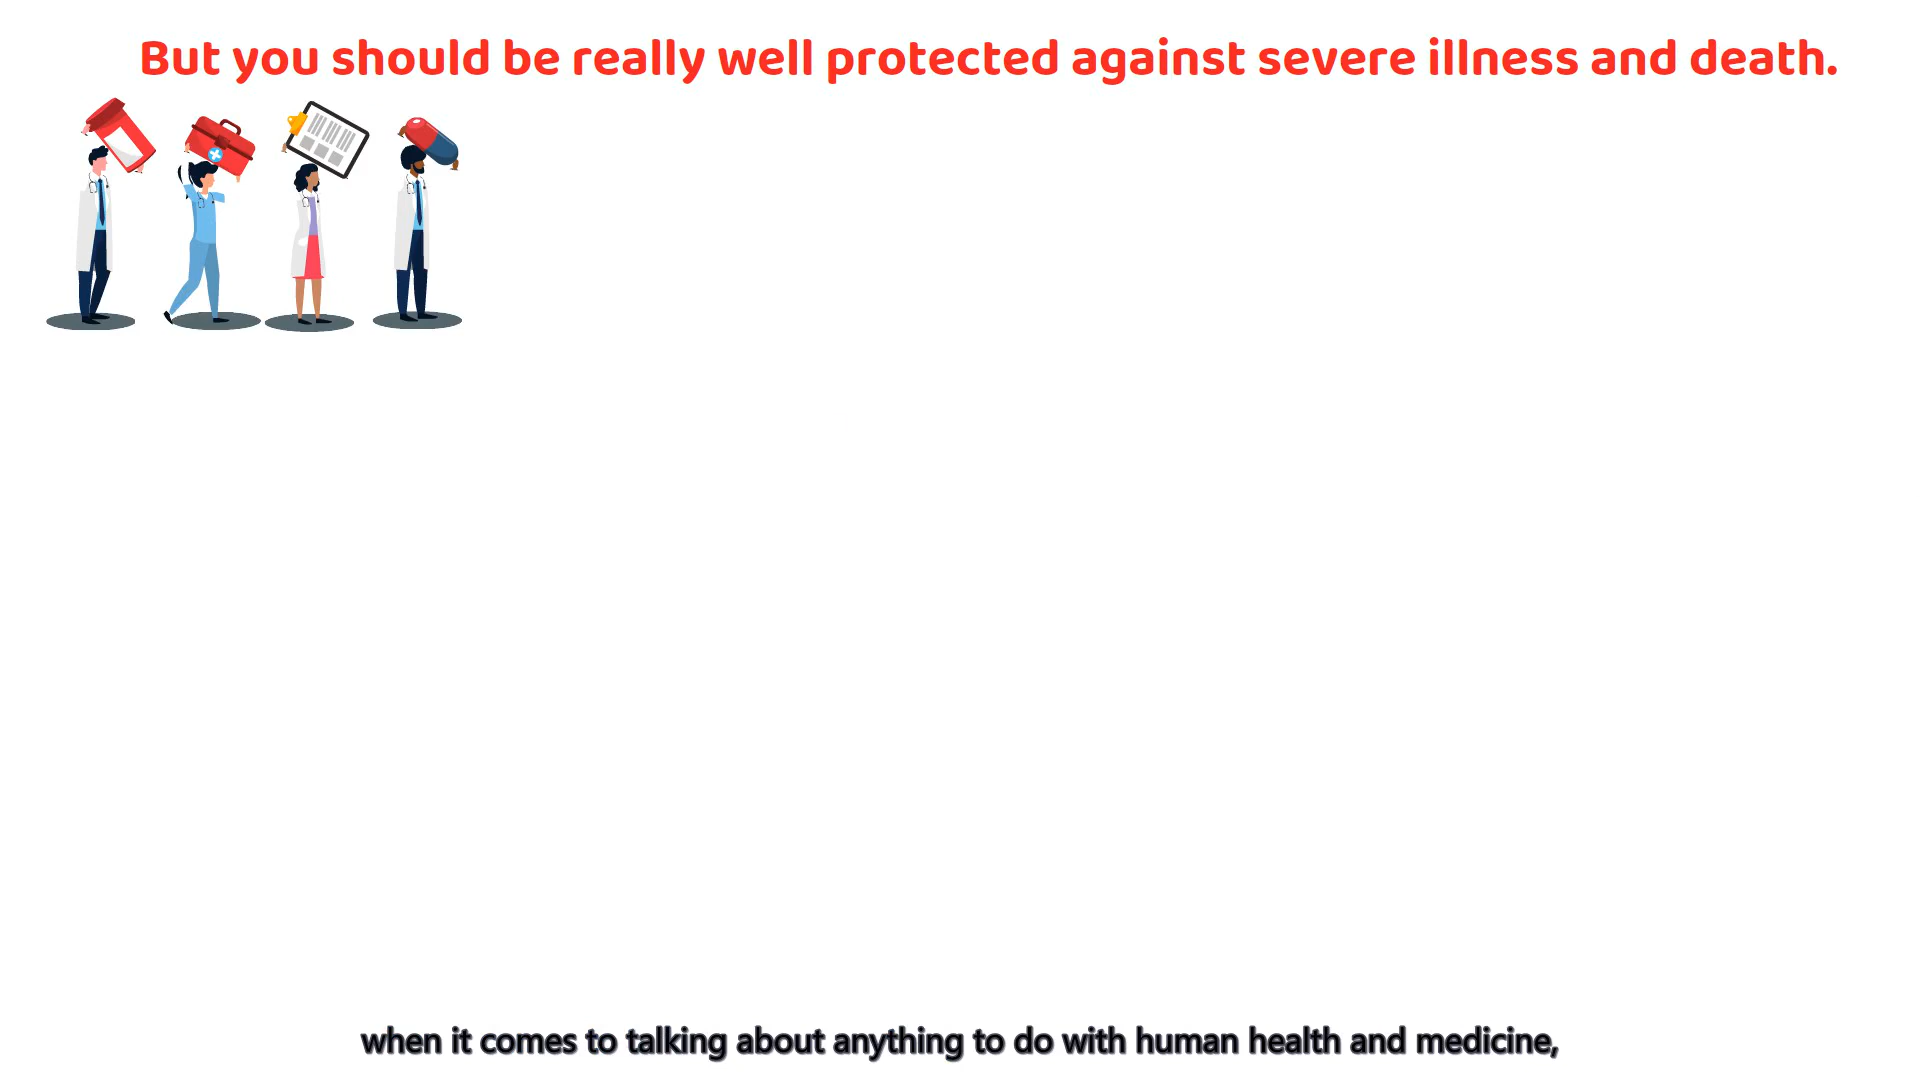 But you should be really well protected against severe illness and death.
when it comes to talking about anything to do with human health and medicine,